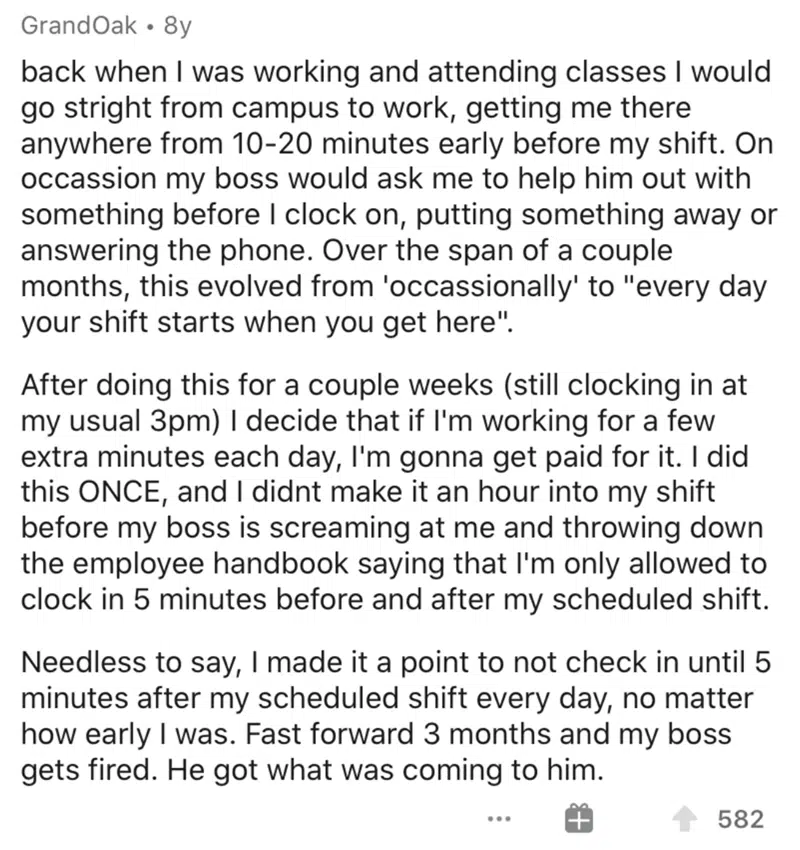 GrandOak • 8y
back when I was working and attending classes I would
go stright from campus to work, getting me there
anywhere from 10-20 minutes early before my shift. On
occassion my boss would ask me to help him out with
something before I clock on, putting something away or
answering the phone. Over the span of a couple
months, this evolved from 'occassionally' to "every day
your shift starts when you get here".
After doing this for a couple weeks (still clocking in at
my usual 3pm) I decide that if I'm working for a few
extra minutes each day, I'm gonna get paid for it. I did
this ONCE, and I didnt make it an hour into my shift
before my boss is screaming at me and throwing down
the employee handbook saying that I'm only allowed to
clock in 5 minutes before and after my scheduled shift.
Needless to say, I made it a point to not check in until 5
minutes after my scheduled shift every day, no matter
how early I was. Fast forward 3 months and my boss
gets fired. He got what was coming to him.
582